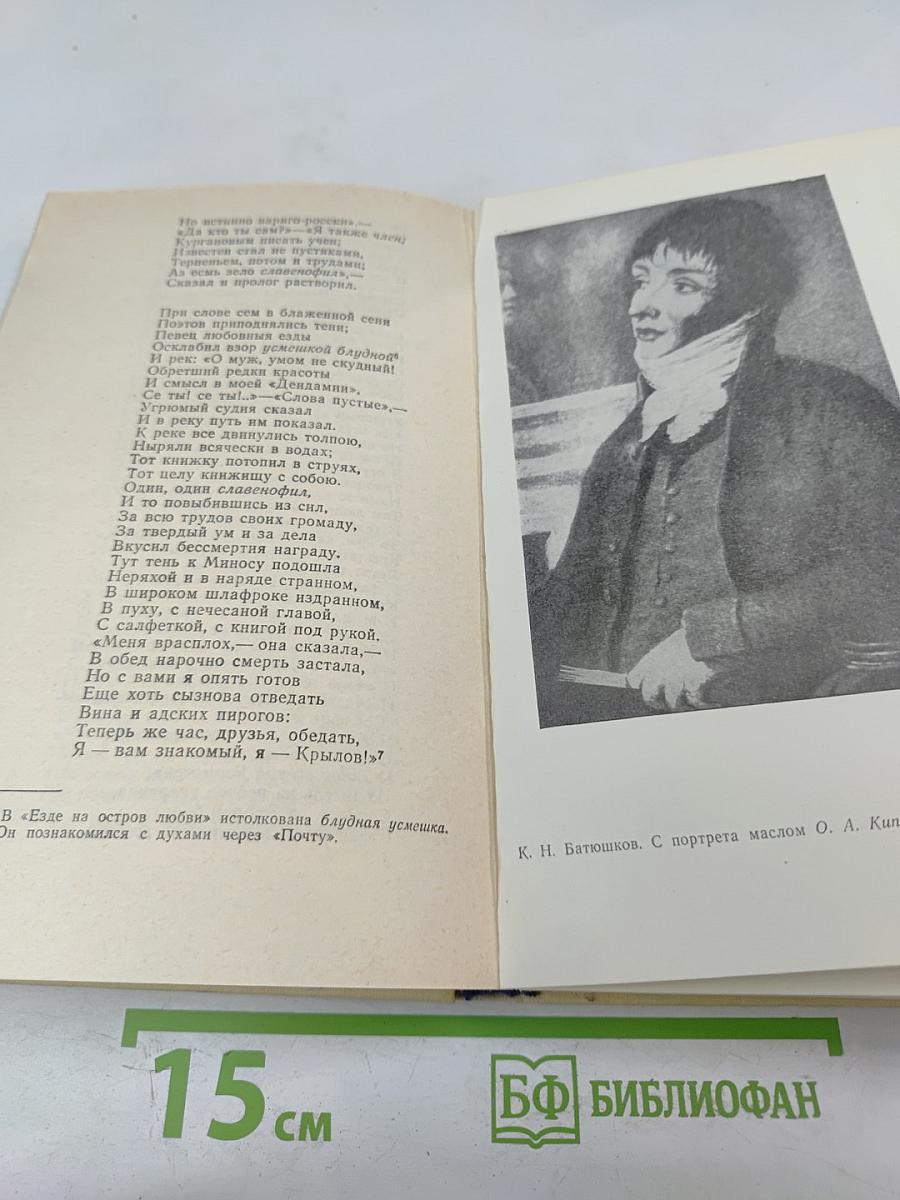 Но истинно варяго-росски»,—
«Да кто ты сам?»—«Я также член;
Кургановым писать учен;
Известен стал не пустяками,
Терпеньем, потом и трудами;
Аз есмь зело славенофил»,—
Сказал и пролог растворил.
При слове сем в блаженной сени
Поэтов приподнялись тени;
Певец любовныя езды
Осклабил взор усмешкой блудной⁶
И рек: «О муж, умом не скудный!
Обретший редки красоты
И смысл в моей «Деидамии»,
Се ты! се ты!..»—«Слова пустые»,—
Угрюмый судия сказал
И в реку путь им показал.
К реке все двинулись толпою,
Ныряли всячески в водах;
Тот книжку потопил в струях,
Тот целу книжищу с собою.
Один, один славенофил,
И то повыбившись из сил,
За всю трудов своих громаду,
За твердый ум и за дела
Вкусил бессмертия награду.
Тут тень к Миносу подошла
Неряхой и в наряде странном,
В широком шлафроке издранном,
В пуху, с нечесаной главой,
С салфеткой, с книгой под рукой.
«Меня врасплох,— она сказала,—
В обед нарочно смерть застала,
Но с вами я опять готов
Еще хоть сызнова отведать
Вина и адских пирогов:
Теперь же час, друзья, обедать,
Я — вам знакомый, я — Крылов!»⁷
В «Езде на остров любви» истолкована блудная усмешка.
Он познакомился с духами через «Почту».
К. Н. Батюшков. С портрета маслом О. А. Кип
15 см
БФ БИБЛИОФАН